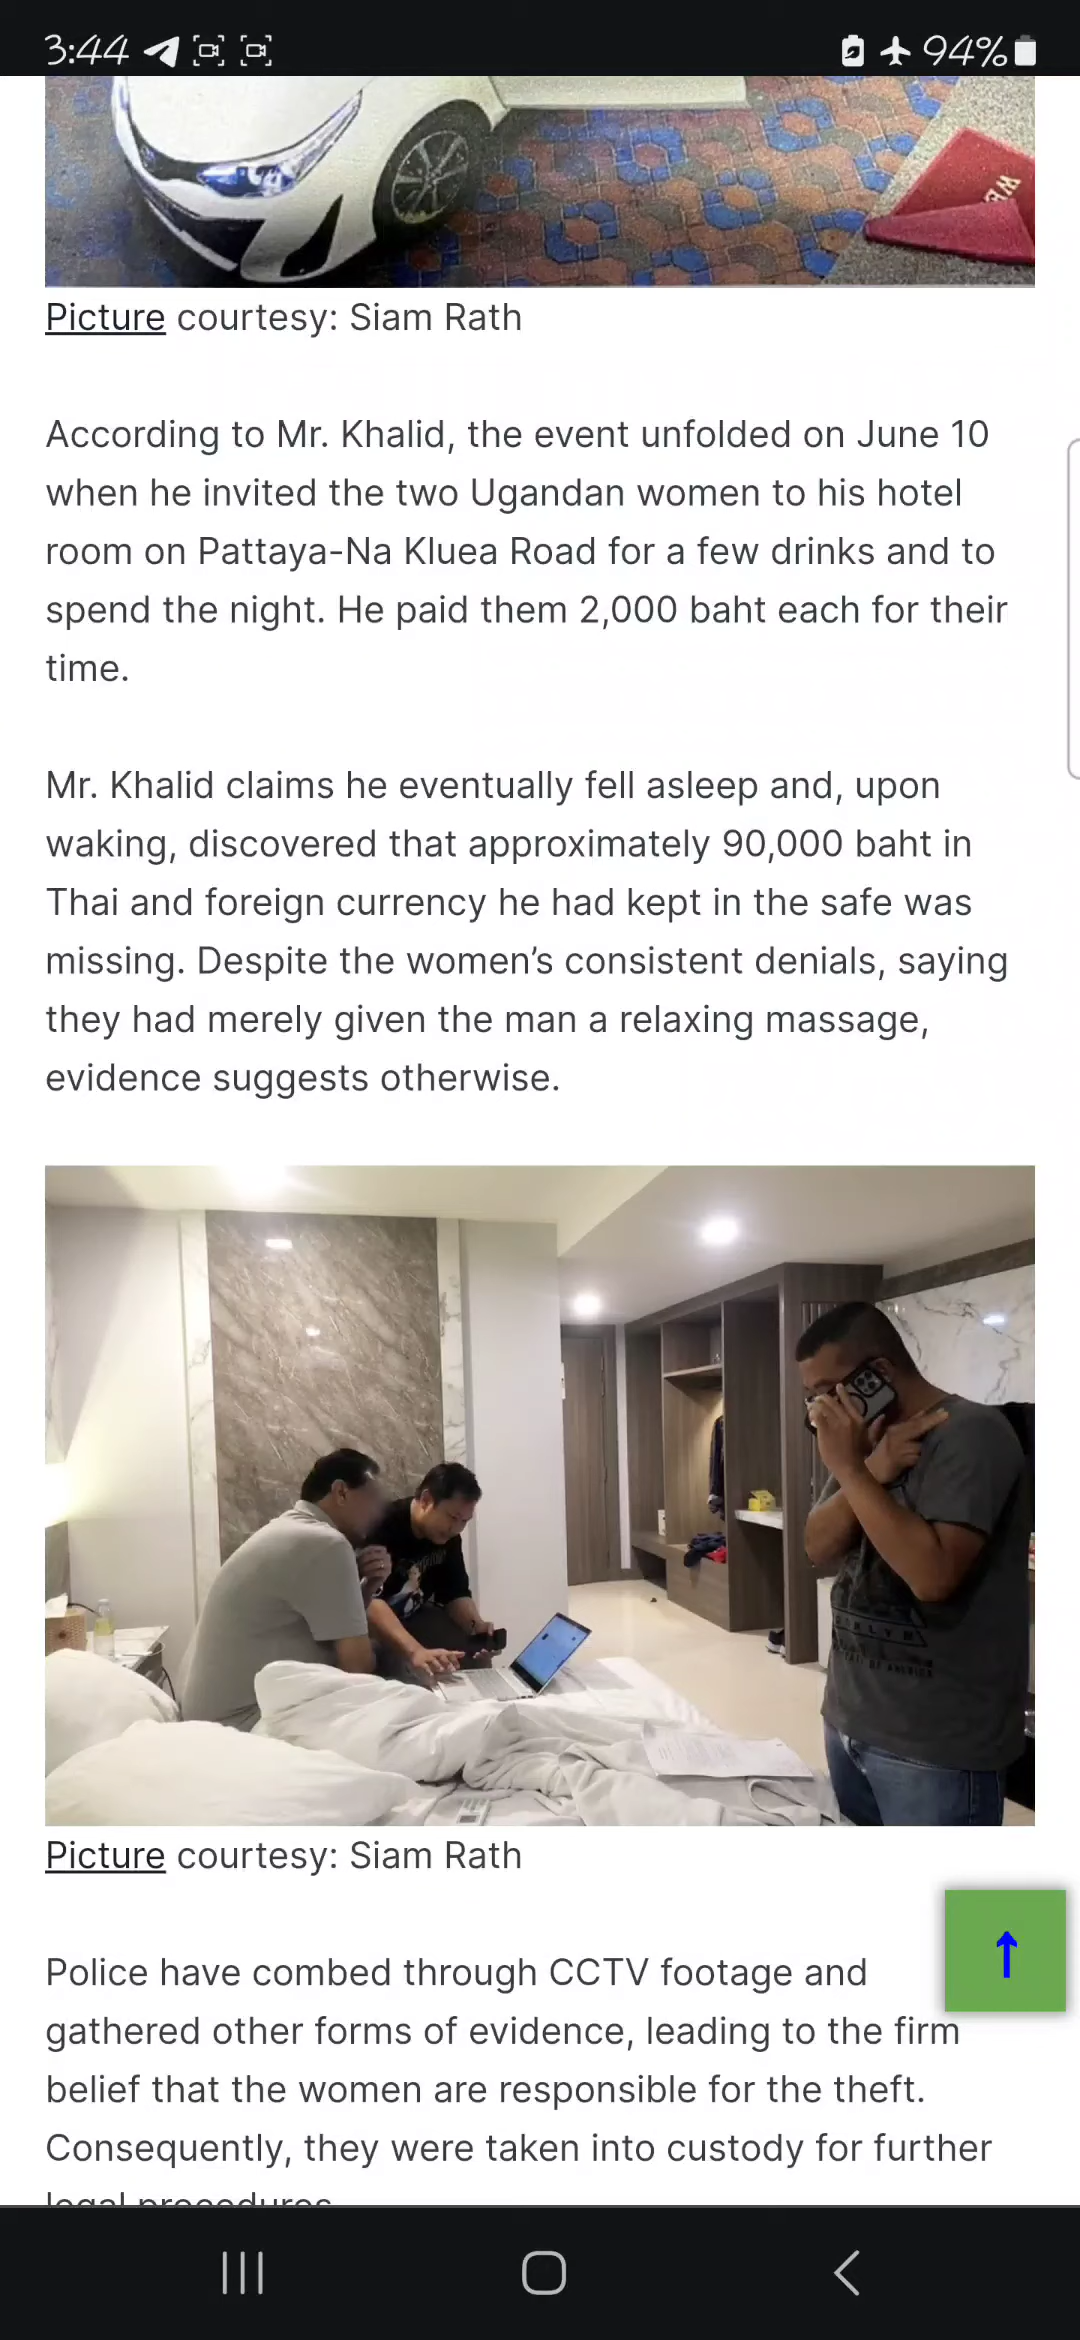 3:44
94%
WE
Picture courtesy: Siam Rath
According to Mr. Khalid, the event unfolded on June 10
when he invited the two Ugandan women to his hotel
room on Pattaya-Na Kluea Road for a few drinks and to
spend the night. He paid them 2,000 baht each for their
time.
Mr. Khalid claims he eventually fell asleep and, upon
waking, discovered that approximately 90,000 baht in
Thai and foreign currency he had kept in the safe was
missing. Despite the women’s consistent denials, saying
they had merely given the man a relaxing massage,
evidence suggests otherwise.
Picture courtesy: Siam Rath
Police have combed through CCTV footage and
gathered other forms of evidence, leading to the firm
belief that the women are responsible for the theft.
Consequently, they were taken into custody for further
legal procedures